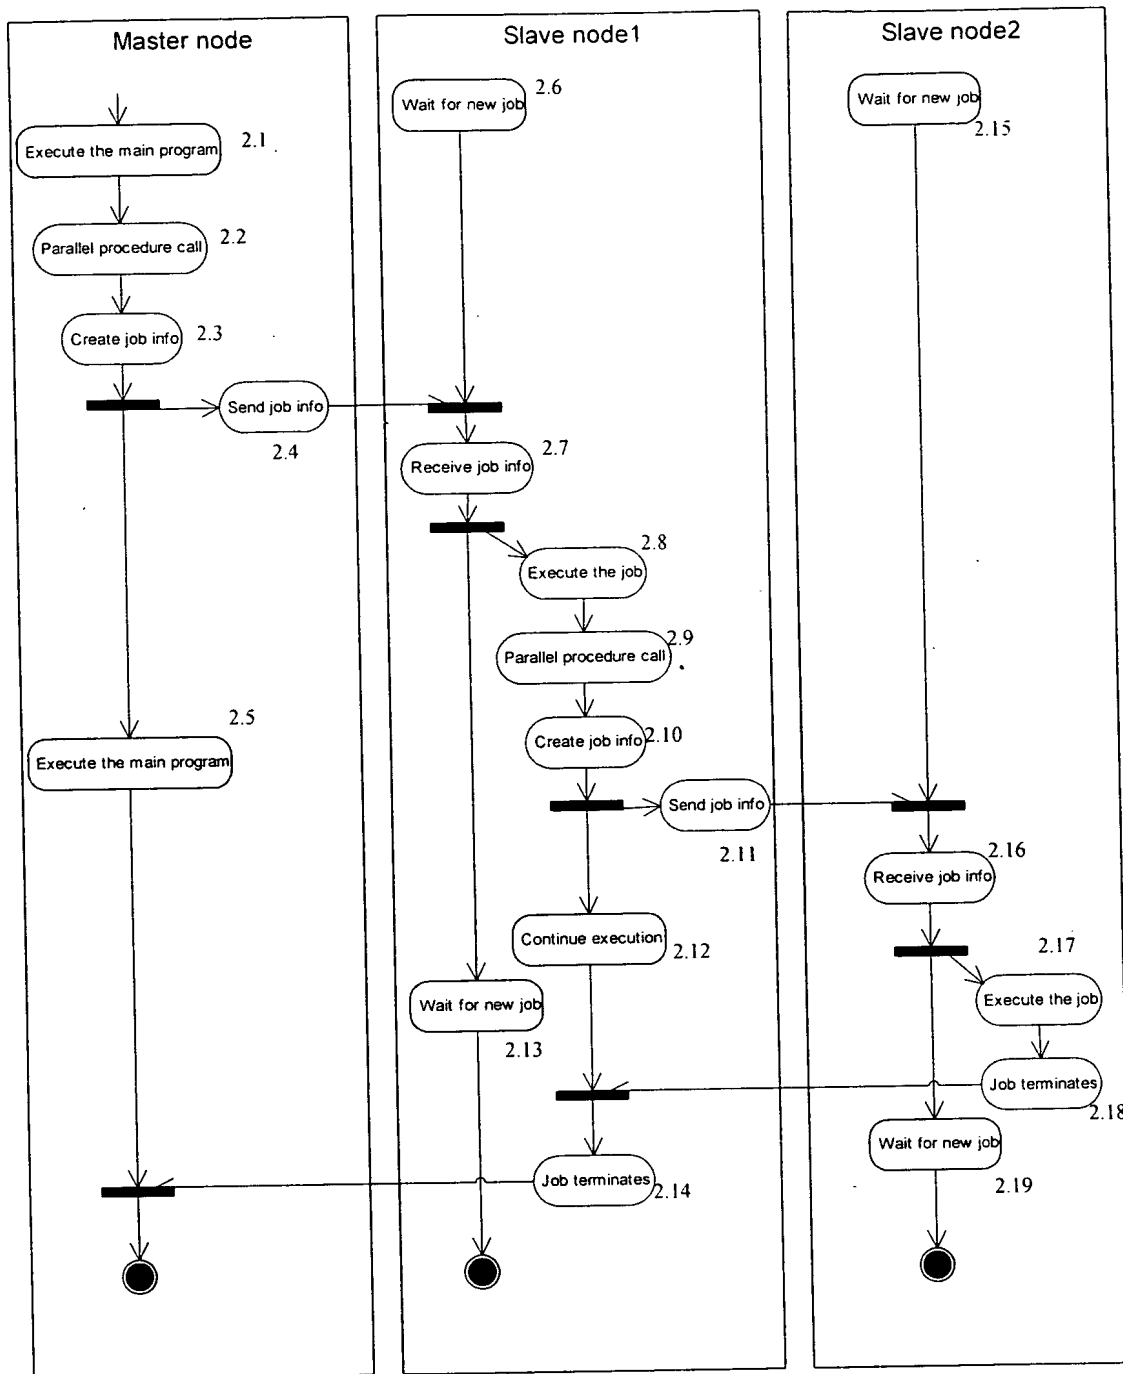 Master node
Execute the main program
2.1
Parallel procedure call
2.2
Create job info
2.3
Send job info
2.4
2.5
Execute the main program
Slave node1
Wait for new job
2.6
2.7
Receive job info
2.8
Execute the job
2.9
Parallel procedure call
Create job info
2.10
Send job info
2.11
Continue execution
2.12
Wait for new job
2.13
Job terminates
2.14
Slave node2
Wait for new job
2.15
2.16
Receive job info
2.17
Execute the job
Job terminates
2.18
Wait for new job
2.19